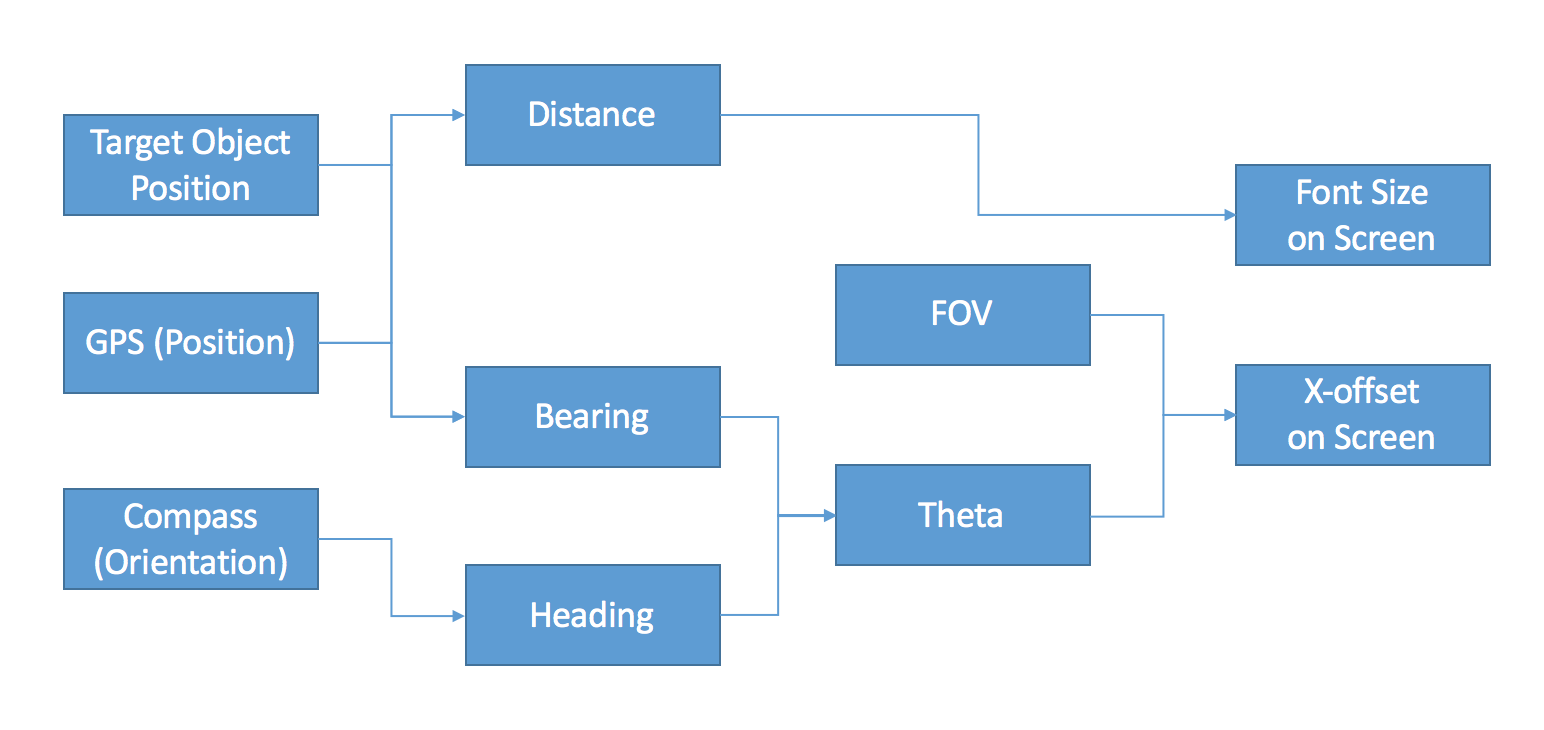 Target Object
Position
GPS (Position)
Compass
(Orientation)
Distance
Bearing
Heading
FOV
Theta
Font Size
on Screen
X-offset
on Screen